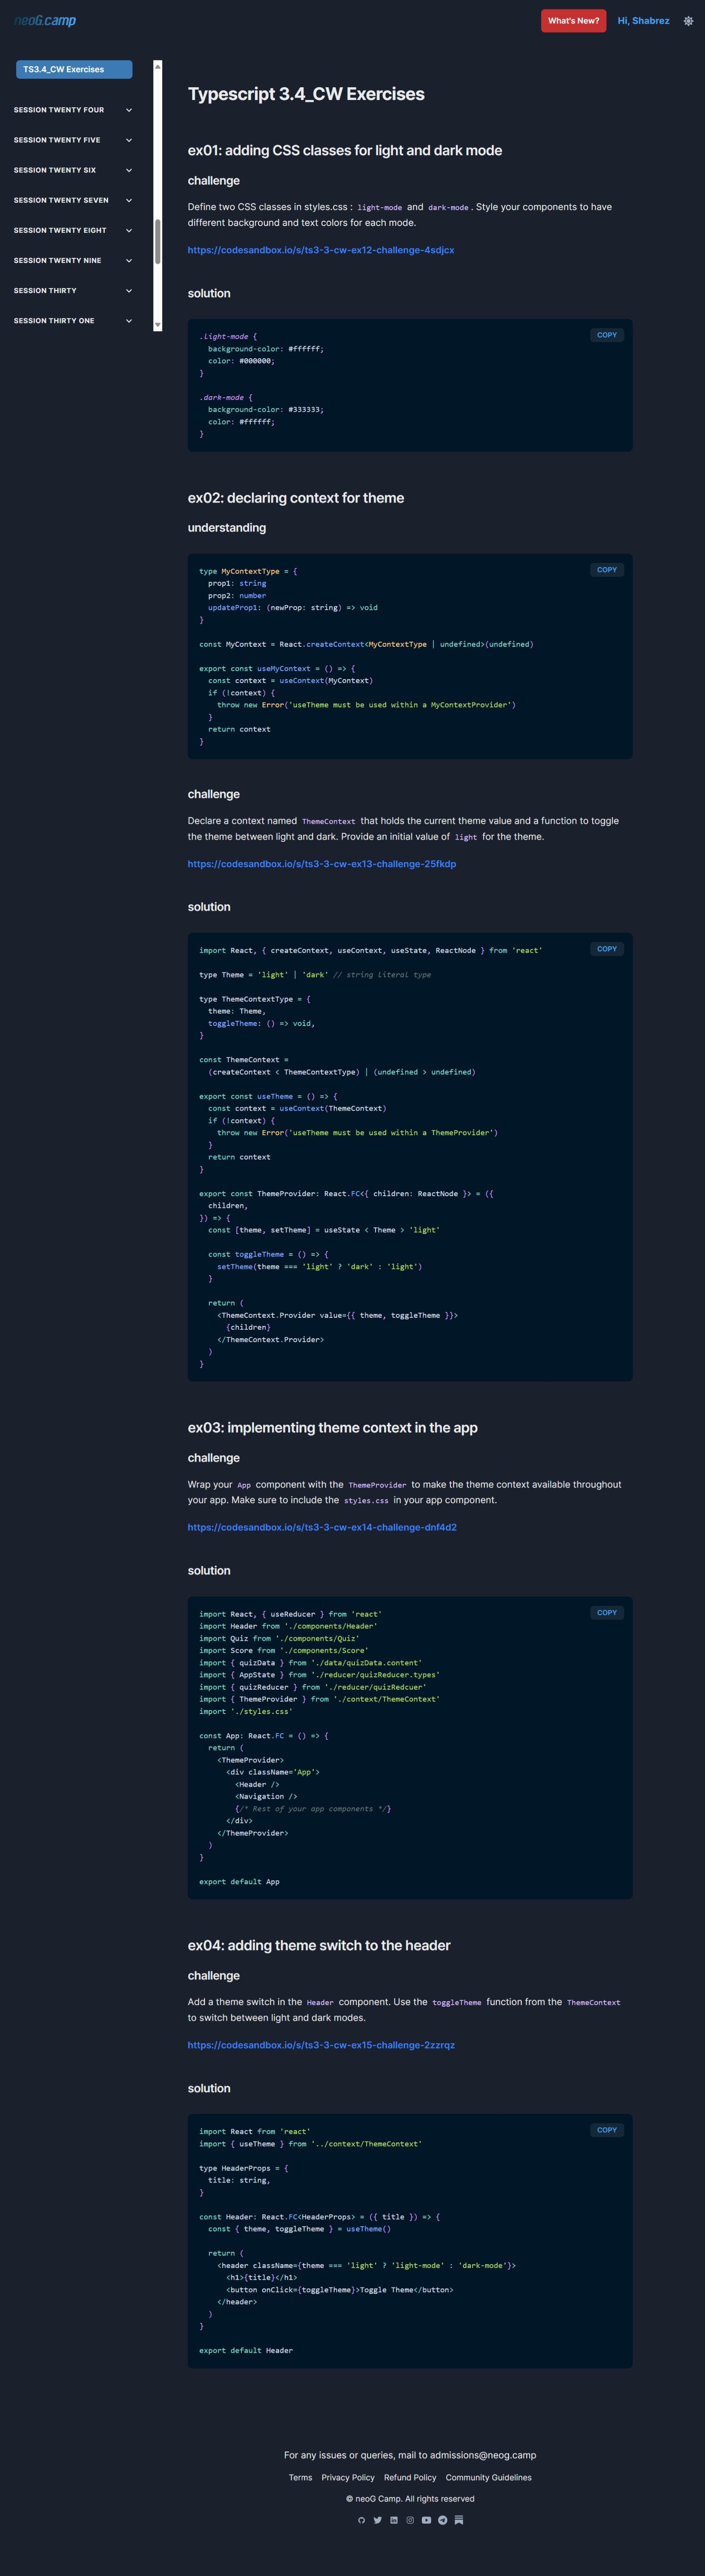 neoG.camp
What's New?
Hi, Shabrez
TS3.4_CW Exercises
SESSION TWENTY FOUR
SESSION TWENTY FIVE
SESSION TWENTY SIX
SESSION TWENTY SEVEN
SESSION TWENTY EIGHT
SESSION TWENTY NINE
SESSION THIRTY
SESSION THIRTY ONE
Typescript 3.4_CW Exercises
ex01: adding CSS classes for light and dark mode
challenge
Define two CSS classes in styles.css : light-mode and dark-mode . Style your components to have
different background and text colors for each mode.
https://codesandbox.io/s/ts3-3-cw-ex12-challenge-4sdjcx
solution
COPY
.light-mode {
  background-color: #ffffff;
  color: #000000;
}

.dark-mode {
  background-color: #333333;
  color: #ffffff;
}
ex02: declaring context for theme
understanding
COPY
type MyContextType = {
  prop1: string
  prop2: number
  updateProp1: (newProp: string) => void
}

const MyContext = React.createContext<MyContextType | undefined>(undefined)

export const useMyContext = () => {
  const context = useContext(MyContext)
  if (!context) {
    throw new Error('useTheme must be used within a MyContextProvider')
  }
  return context
}
challenge
Declare a context named ThemeContext that holds the current theme value and a function to toggle
the theme between light and dark. Provide an initial value of light for the theme.
https://codesandbox.io/s/ts3-3-cw-ex13-challenge-25fkdp
solution
COPY
import React, { createContext, useContext, useState, ReactNode } from 'react'

type Theme = 'light' | 'dark' // string literal type

type ThemeContextType = {
  theme: Theme,
  toggleTheme: () => void,
}

const ThemeContext =
  (createContext < ThemeContextType) | (undefined > undefined)

export const useTheme = () => {
  const context = useContext(ThemeContext)
  if (!context) {
    throw new Error('useTheme must be used within a ThemeProvider')
  }
  return context
}

export const ThemeProvider: React.FC<{ children: ReactNode }> = ({
  children,
}) => {
  const [theme, setTheme] = useState < Theme > 'light'

  const toggleTheme = () => {
    setTheme(theme === 'light' ? 'dark' : 'light')
  }

  return (
    <ThemeContext.Provider value={{ theme, toggleTheme }}>
      {children}
    </ThemeContext.Provider>
  )
}
ex03: implementing theme context in the app
challenge
Wrap your App component with the ThemeProvider to make the theme context available throughout
your app. Make sure to include the styles.css in your app component.
https://codesandbox.io/s/ts3-3-cw-ex14-challenge-dnf4d2
solution
COPY
import React, { useReducer } from 'react'
import Header from './components/Header'
import Quiz from './components/Quiz'
import Score from './components/Score'
import { quizData } from './data/quizData.content'
import { AppState } from './reducer/quizReducer.types'
import { quizReducer } from './reducer/quizRedcuer'
import { ThemeProvider } from './context/ThemeContext'
import './styles.css'

const App: React.FC = () => {
  return (
    <ThemeProvider>
      <div className='App'>
        <Header />
        <Navigation />
        {/* Rest of your app components */}
      </div>
    </ThemeProvider>
  )
}

export default App
ex04: adding theme switch to the header
challenge
Add a theme switch in the Header component. Use the toggleTheme function from the ThemeContext
to switch between light and dark modes.
https://codesandbox.io/s/ts3-3-cw-ex15-challenge-2zzrqz
solution
COPY
import React from 'react'
import { useTheme } from '../context/ThemeContext'

type HeaderProps = {
  title: string,
}

const Header: React.FC<HeaderProps> = ({ title }) => {
  const { theme, toggleTheme } = useTheme()

  return (
    <header className={theme === 'light' ? 'light-mode' : 'dark-mode'}>
      <h1>{title}</h1>
      <button onClick={toggleTheme}>Toggle Theme</button>
    </header>
  )
}

export default Header
For any issues or queries, mail to admissions@neog.camp
Terms Privacy Policy Refund Policy Community Guidelines
© neoG Camp. All rights reserved